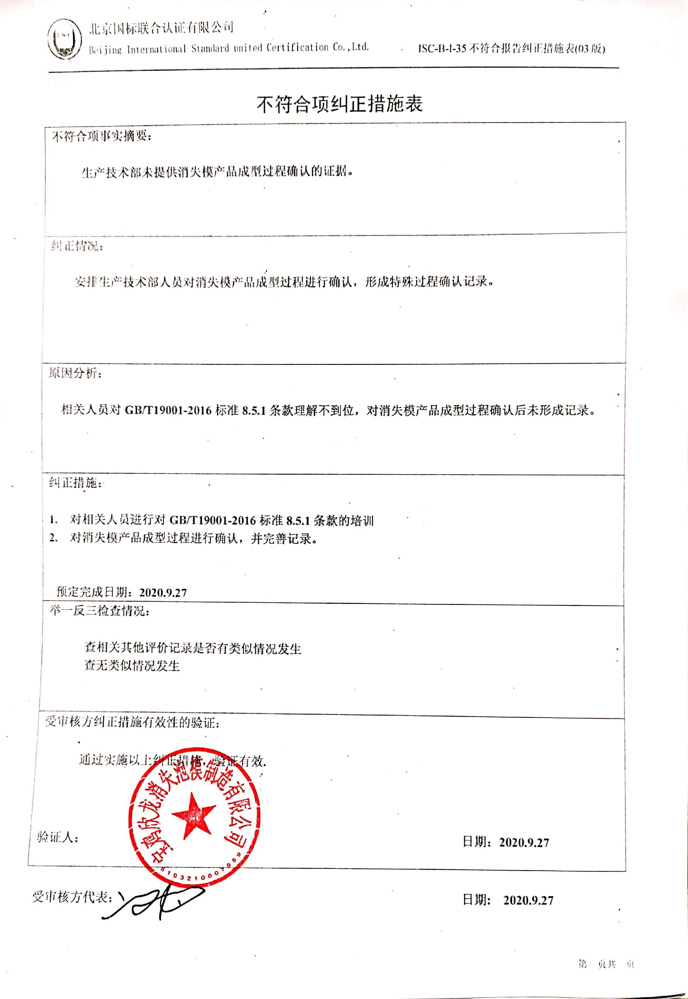 北京国标联合认证有限公司
Beijing International Standard united Certification Co.,Ltd.
ISC-B-I-35 不符合报告纠正措施表(03 版)
不符合项纠正措施表
不符合项事实摘要：
生产技术部未提供消失模产品成型过程确认的证据。
纠正情况：
安排生产技术部人员对消失模产品成型过程进行确认，形成特殊过程确认记录。
原因分析：
相关人员对 GB/T19001-2016 标准 8.5.1 条款理解不到位，对消失模产品成型过程确认后未形成记录。
纠正措施：
1. 对相关人员进行对 GB/T19001-2016 标准 8.5.1 条款的培训
2. 对消失模产品成型过程进行确认，并完善记录。
预定完成日期：2020.9.27
举一反三检查情况：
查相关其他评价记录是否有类似情况发生
查无类似情况发生
受审核方纠正措施有效性的验证：
通过实施以上纠正措施，验证有效.
宝鸡欣龙消失泡模制造有限公司
6103210007959
验证人：
日期：2020.9.27
受审核方代表：
日期： 2020.9.27
第 页共 页